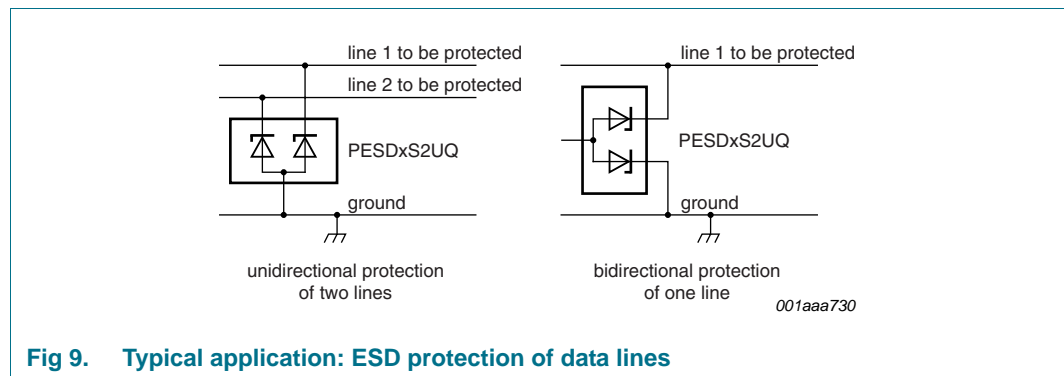 line 1 to be protected
line 2 to be protected
PESDxS2UQ
ground
unidirectional protection
of two lines
line 1 to be protected
PESDxS2UQ
ground
bidirectional protection
of one line
001aaa730
Fig 9. Typical application: ESD protection of data lines